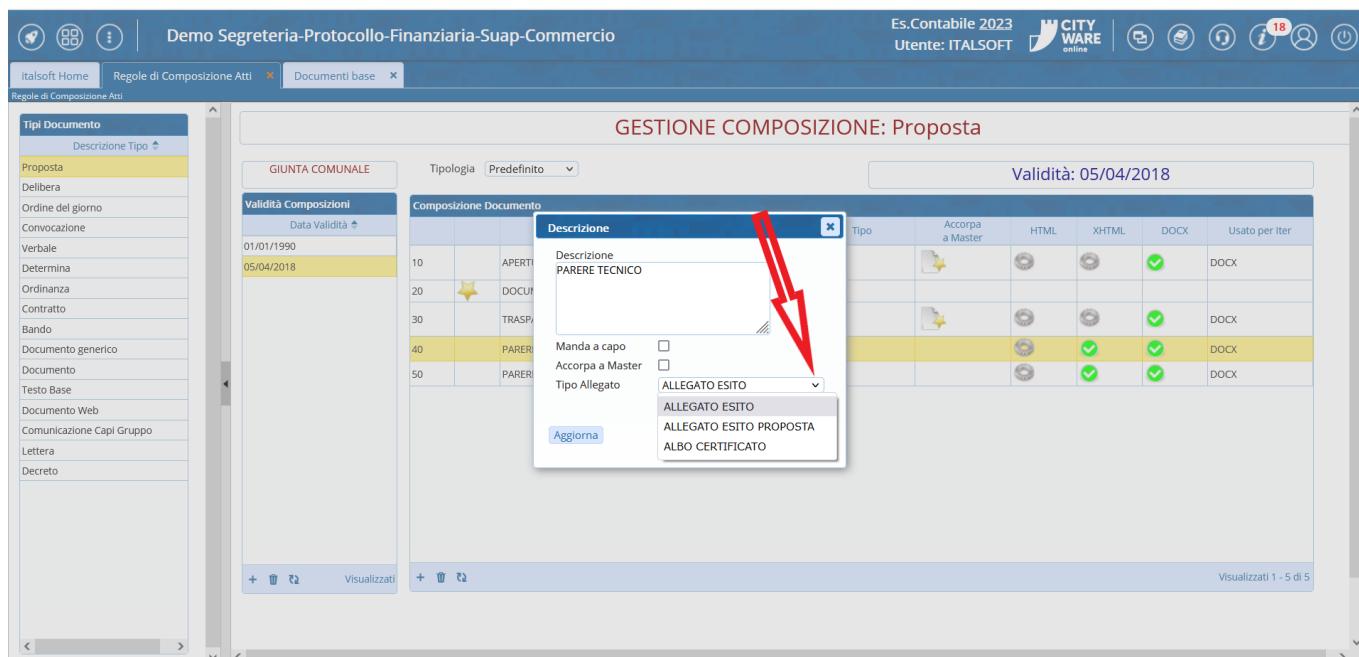 Demo Segreteria-Protocollo-Finanziaria-Suap-Commercio
Es.Contabile 2023
Utente: ITALSOFT
CITY
WARE
online
18
italsoft Home
Regole di Composizione Atti
Documenti base
Regole di Composizione Atti
Tipi Documento
Descrizione Tipo
Proposta
Delibera
Ordine del giorno
Convocazione
Verbale
Determina
Ordinanza
Contratto
Bando
Documento generico
Documento
Testo Base
Documento Web
Comunicazione Capi Gruppo
Lettera
Decreto
GESTIONE COMPOSIZIONE: Proposta
GIUNTA COMUNALE
Tipologia Predefinito
Validità: 05/04/2018
Validità Composizioni
Data Validità
01/01/1990
05/04/2018
Visualizzati
Composizione Documento
Tipo Accorpa a Master HTML XHTML DOCX Usato per Iter
10 APERT DOCX
20 DOCU
30 TRASP DOCX
40 PARER DOCX
50 PARER DOCX
Visualizzati 1 - 5 di 5
Descrizione
Descrizione
PARERE TECNICO
Manda a capo
Accorpa a Master
Tipo Allegato ALLEGATO ESITO
ALLEGATO ESITO
ALLEGATO ESITO PROPOSTA
ALBO CERTIFICATO
Aggiorna